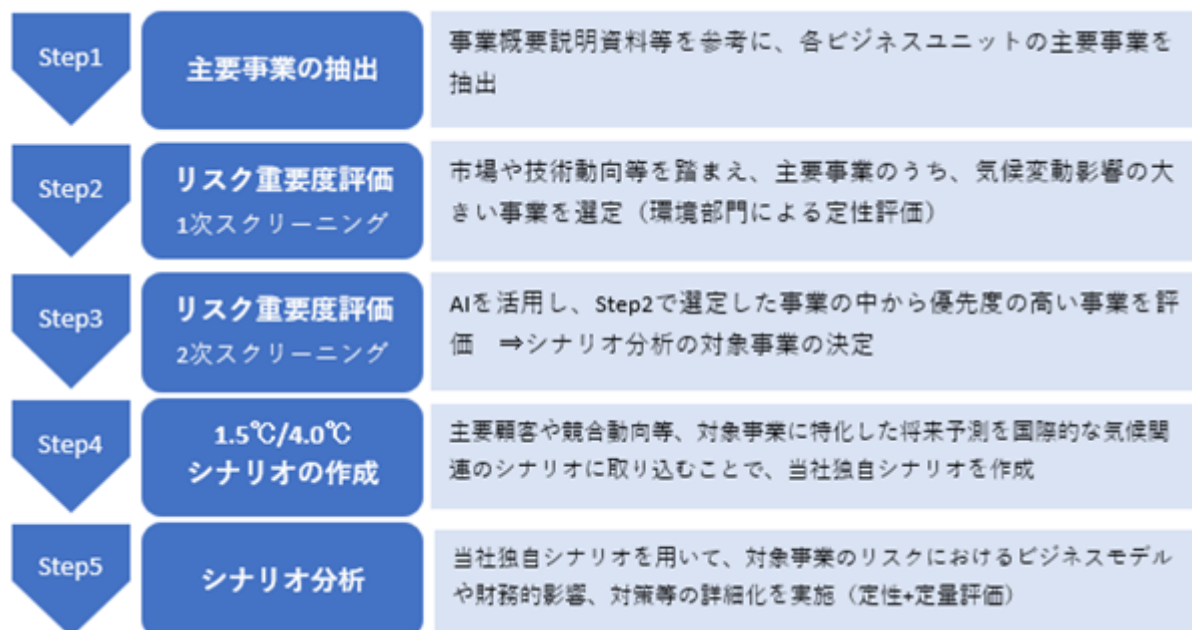 Step1
主要事業の抽出
事業概要説明資料等を参考に、各ビジネスユニットの主要事業を
抽出
Step2
リスク重要度評価
1次スクリーニング
市場や技術動向等を踏まえ、主要事業のうち、気候変動影響の大
きい事業を選定（環境部門による定性評価）
Step3
リスク重要度評価
2次スクリーニング
AIを活用し、Step2で選定した事業の中から優先度の高い事業を評
価　⇒シナリオ分析の対象事業の決定
Step4
1.5℃/4.0℃
シナリオの作成
主要顧客や競合動向等、対象事業に特化した将来予測を国際的な気候関
連のシナリオに取り込むことで、当社独自シナリオを作成
Step5
シナリオ分析
当社独自シナリオを用いて、対象事業のリスクにおけるビジネスモデル
や財務的影響、対策等の詳細化を実施（定性+定量評価）